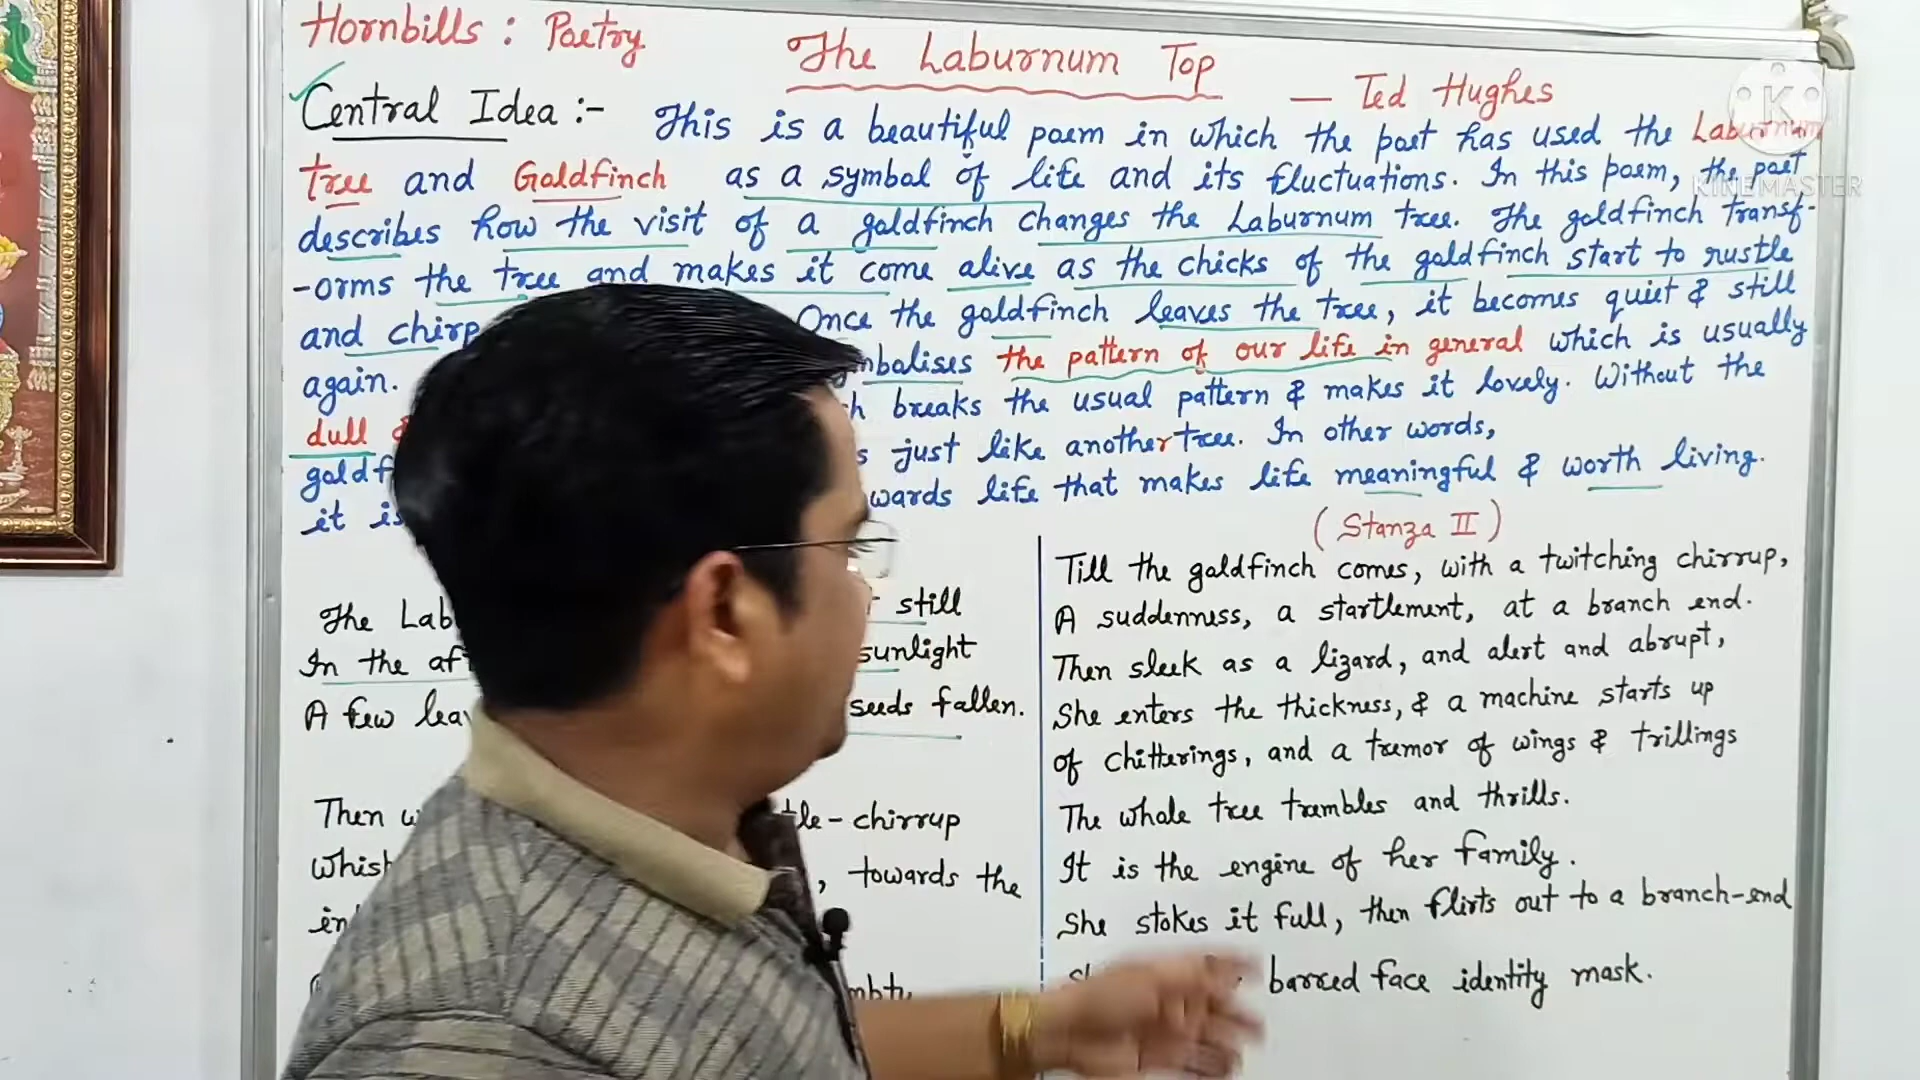 Hornbills : Poetry
The Laburnum Top
— Ted Hughes
Central Idea :- This is a beautiful poem in which the poet has used the Laburnum
tree and Goldfinch as a symbol of life and its fluctuations. In this poem, the poet
describes how the visit of a goldfinch changes the Laburnum tree. The goldfinch transf-
-orms the tree and makes it come alive as the chicks of the goldfinch start to rustle
and chirp Once the goldfinch leaves the tree, it becomes quiet & still
again. the pattern of our life in general which is usually
dull breaks the usual pattern & makes it lovely. Without the
just like another tree. In other words,
it is life that makes life meaningful & worth living.
The still
In the sunlight
A few seeds fallen.
Then chirrup
, towards the
(Stanza II)
Till the goldfinch comes, with a twitching chirrup,
A suddenness, a startlement, at a branch end.
Then sleek as a lizard, and alert and abrupt,
She enters the thickness, & a machine starts up
of chitterings, and a tremor of wings & trillings
The whole tree trembles and thrills.
It is the engine of her family.
She stokes it full, then flirts out to a branch-end
barred face identity mask.
K
KINEMASTER